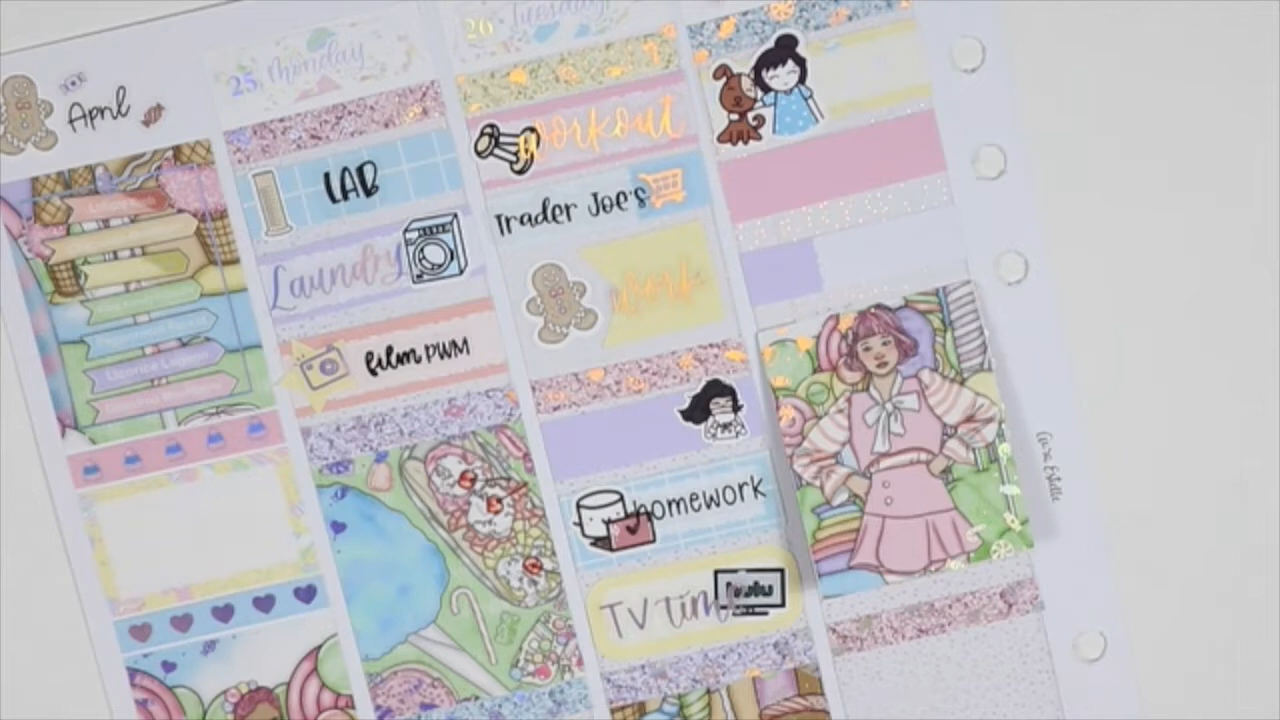 April
25 Monday
LAB
Laundry
film PWM
26 Tuesday
workout
Trader Joe's
work
homework
TV time